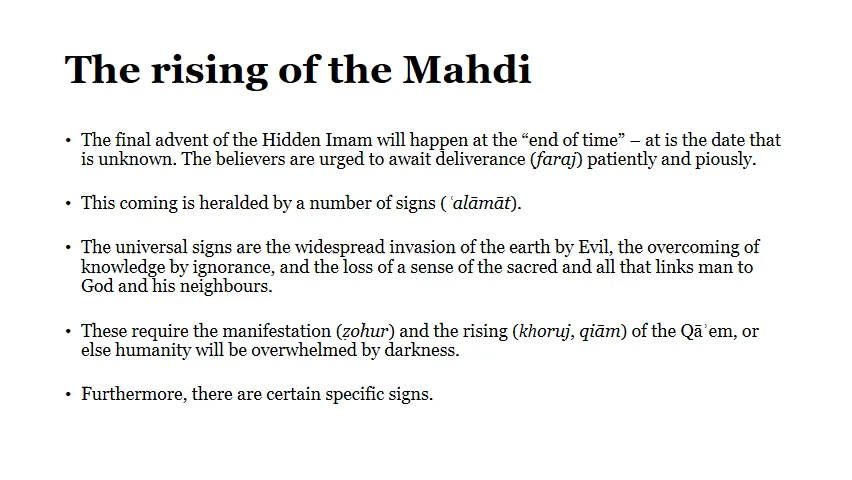 The rising of the Mahdi
• The final advent of the Hidden Imam will happen at the “end of time” – at is the date that
is unknown. The believers are urged to await deliverance (faraj) patiently and piously.
• This coming is heralded by a number of signs ( ʿalāmāt).
• The universal signs are the widespread invasion of the earth by Evil, the overcoming of
knowledge by ignorance, and the loss of a sense of the sacred and all that links man to
God and his neighbours.
• These require the manifestation (ẓohur) and the rising (khoruj, qiām) of the Qāʾem, or
else humanity will be overwhelmed by darkness.
• Furthermore, there are certain specific signs.